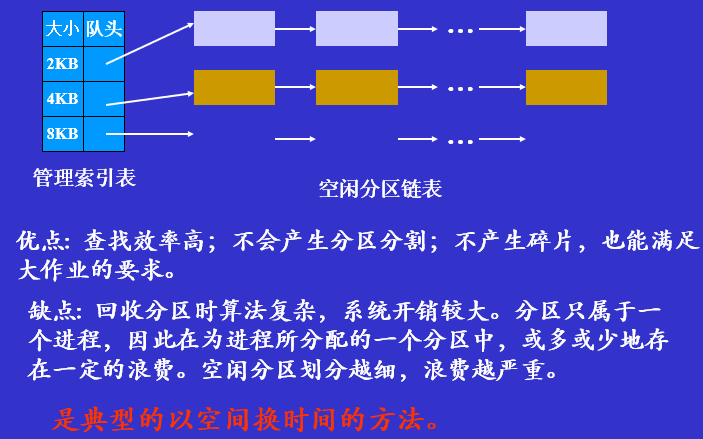 大小 队头
2KB
4KB
8KB
...
...
...
管理索引表
空闲分区链表
优点: 查找效率高；不会产生分区分割；不产生碎片，也能满足
大作业的要求。
缺点: 回收分区时算法复杂，系统开销较大。分区只属于一
个进程，因此在为进程所分配的一个分区中，或多或少地存
在一定的浪费。空闲分区划分越细，浪费越严重。
是典型的以空间换时间的方法。